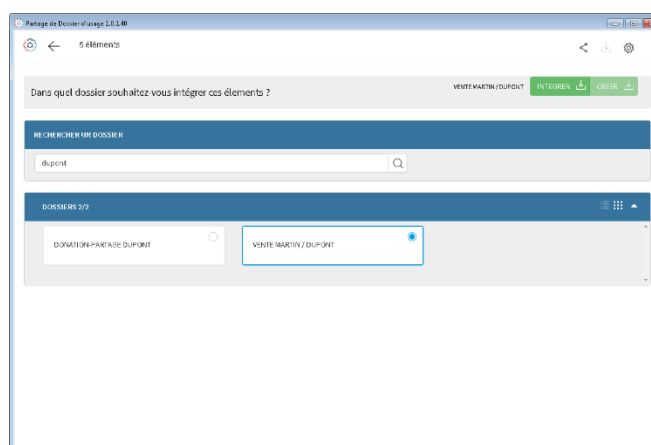 Partage de Dossier d'usage 1.0.1.40
5 éléments
Dans quel dossier souhaitez-vous intégrer ces élements ?
VENTE MARTIN / DUPONT
INTEGRER
CREER
RECHERCHER UN DOSSIER
dupont
DOSSIERS 2/2
DONATION-PARTAGE DUPONT
VENTE MARTIN / DUPONT